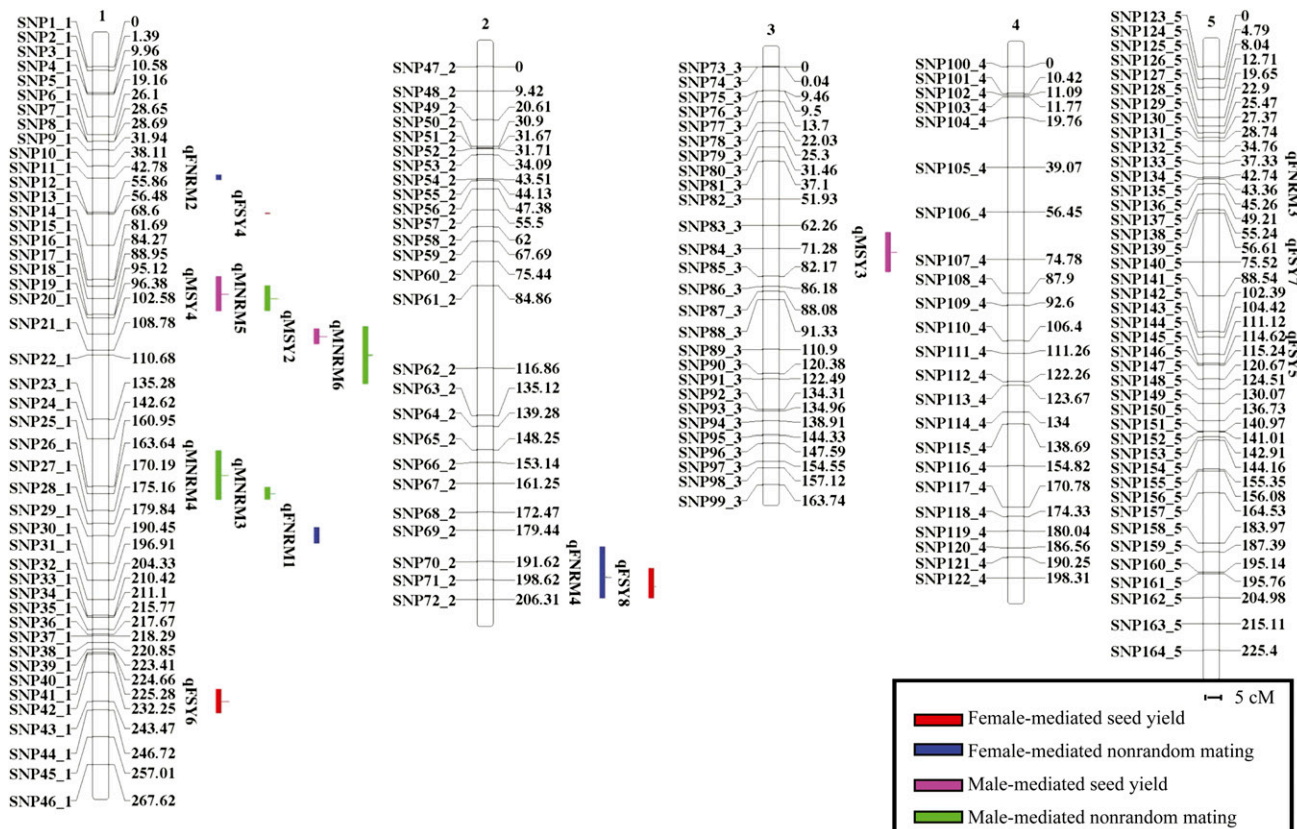 1
SNP1_1 0
SNP2_1 1.39
SNP3_1 9.96
SNP4_1 10.58
SNP5_1 19.16
SNP6_1 26.1
SNP7_1 28.65
SNP8_1 28.69
SNP9_1 31.94
SNP10_1 38.11
SNP11_1 42.78
SNP12_1 55.86
SNP13_1 56.48
SNP14_1 68.6
SNP15_1 81.69
SNP16_1 84.27
SNP17_1 88.95
SNP18_1 95.12
SNP19_1 96.38
SNP20_1 102.58
SNP21_1 108.78
SNP22_1 110.68
SNP23_1 135.28
SNP24_1 142.62
SNP25_1 160.95
SNP26_1 163.64
SNP27_1 170.19
SNP28_1 175.16
SNP29_1 179.84
SNP30_1 190.45
SNP31_1 196.91
SNP32_1 204.33
SNP33_1 210.42
SNP34_1 211.1
SNP35_1 215.77
SNP36_1 217.67
SNP37_1 218.29
SNP38_1 220.85
SNP39_1 223.41
SNP40_1 224.66
SNP41_1 225.28
SNP42_1 232.25
SNP43_1 243.47
SNP44_1 246.72
SNP45_1 257.01
SNP46_1 267.62
qFNRM2
qFSY4
qMSY4
qMNRM5
qMSY2
qMNRM6
qMNRM4
qMNRM3
qFNRM1
qFSY6
2
SNP47_2 0
SNP48_2 9.42
SNP49_2 20.61
SNP50_2 30.9
SNP51_2 31.67
SNP52_2 31.71
SNP53_2 34.09
SNP54_2 43.51
SNP55_2 44.13
SNP56_2 47.38
SNP57_2 55.5
SNP58_2 62
SNP59_2 67.69
SNP60_2 75.44
SNP61_2 84.86
SNP62_2 116.86
SNP63_2 135.12
SNP64_2 139.28
SNP65_2 148.25
SNP66_2 153.14
SNP67_2 161.25
SNP68_2 172.47
SNP69_2 179.44
SNP70_2 191.62
SNP71_2 198.62
SNP72_2 206.31
qFNRM4
qFSY8
3
SNP73_3 0
SNP74_3 0.04
SNP75_3 9.46
SNP76_3 9.5
SNP77_3 13.7
SNP78_3 22.03
SNP79_3 25.3
SNP80_3 31.46
SNP81_3 37.1
SNP82_3 51.93
SNP83_3 62.26
SNP84_3 71.28
SNP85_3 82.17
SNP86_3 86.18
SNP87_3 88.08
SNP88_3 91.33
SNP89_3 110.9
SNP90_3 120.38
SNP91_3 122.49
SNP92_3 134.31
SNP93_3 134.96
SNP94_3 138.91
SNP95_3 144.33
SNP96_3 147.59
SNP97_3 154.55
SNP98_3 157.12
SNP99_3 163.74
qMSY3
4
SNP100_4 0
SNP101_4 10.42
SNP102_4 11.09
SNP103_4 11.77
SNP104_4 19.76
SNP105_4 39.07
SNP106_4 56.45
SNP107_4 74.78
SNP108_4 87.9
SNP109_4 92.6
SNP110_4 106.4
SNP111_4 111.26
SNP112_4 122.26
SNP113_4 123.67
SNP114_4 134
SNP115_4 138.69
SNP116_4 154.82
SNP117_4 170.78
SNP118_4 174.33
SNP119_4 180.04
SNP120_4 186.56
SNP121_4 190.25
SNP122_4 198.31
5
SNP123_5 0
SNP124_5 4.79
SNP125_5 8.04
SNP126_5 12.71
SNP127_5 19.65
SNP128_5 22.9
SNP129_5 25.47
SNP130_5 27.37
SNP131_5 28.74
SNP132_5 34.76
SNP133_5 37.33
SNP134_5 42.74
SNP135_5 43.36
SNP136_5 45.26
SNP137_5 49.21
SNP138_5 55.24
SNP139_5 56.61
SNP140_5 75.52
SNP141_5 88.54
SNP142_5 102.39
SNP143_5 104.42
SNP144_5 111.12
SNP145_5 114.62
SNP146_5 115.24
SNP147_5 120.67
SNP148_5 124.51
SNP149_5 130.07
SNP150_5 136.73
SNP151_5 140.97
SNP152_5 141.01
SNP153_5 142.91
SNP154_5 144.16
SNP155_5 155.35
SNP156_5 156.08
SNP157_5 164.53
SNP158_5 183.97
SNP159_5 187.39
SNP160_5 195.14
SNP161_5 195.76
SNP162_5 204.98
SNP163_5 215.11
SNP164_5 225.4
qFNRM3
qFSY7
qFSY5
5 cM
Female-mediated seed yield
Female-mediated nonrandom mating
Male-mediated seed yield
Male-mediated nonrandom mating